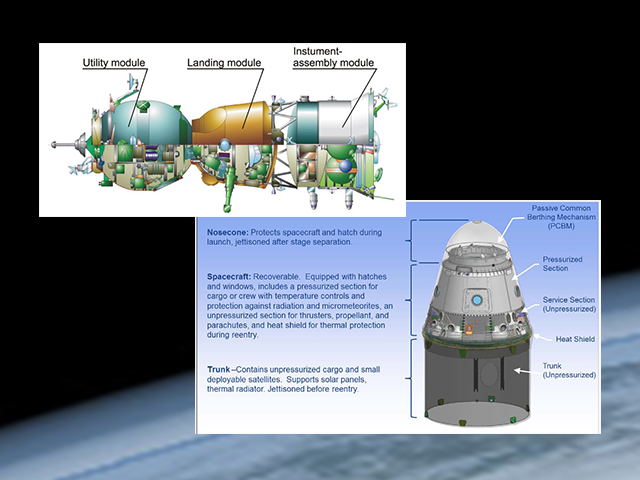 Utility module
Landing module
Instument-
assembly module
Nosecone: Protects spacecraft and hatch during
launch, jettisoned after stage separation.
Spacecraft: Recoverable. Equipped with hatches
and windows, includes a pressurized section for
cargo or crew with temperature controls and
protection against radiation and micrometeorites, an
unpressurized section for thrusters, propellant, and
parachutes, and heat shield for thermal protection
during reentry.
Trunk –Contains unpressurized cargo and small
deployable satellites. Supports solar panels,
thermal radiator. Jettisoned before reentry.
Passive Common
Berthing Mechanism
(PCBM)
Pressurized
Section
Service Section
(Unpressurized)
Heat Shield
Trunk
(Unpressurized)